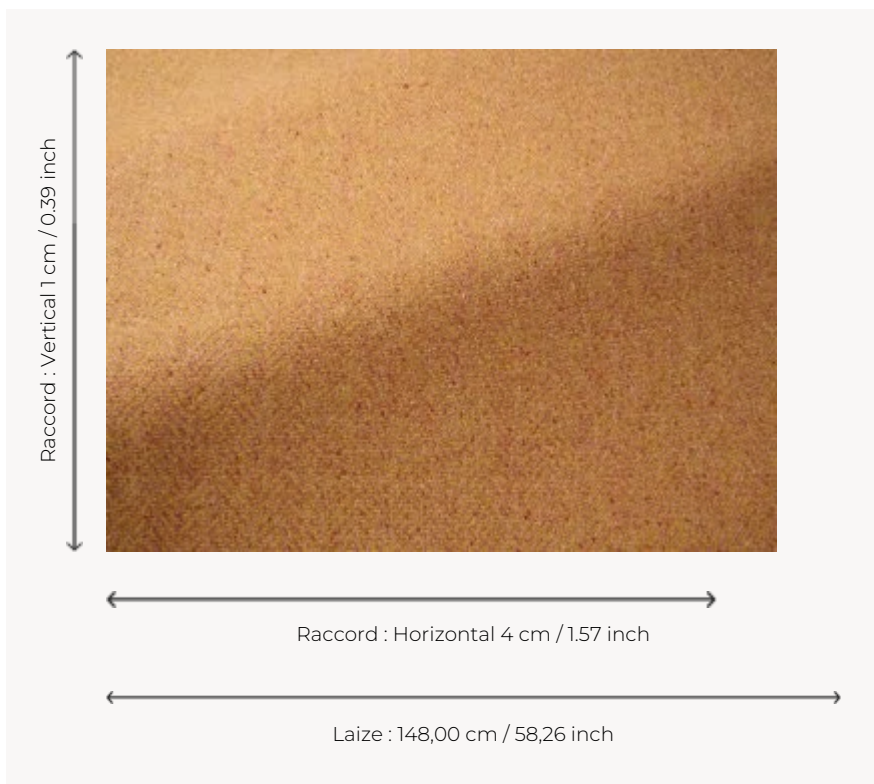 Raccord : Vertical 1 cm / 0.39 inch
Raccord : Horizontal 4 cm / 1.57 inch
Laize : 148,00 cm / 58,26 inch